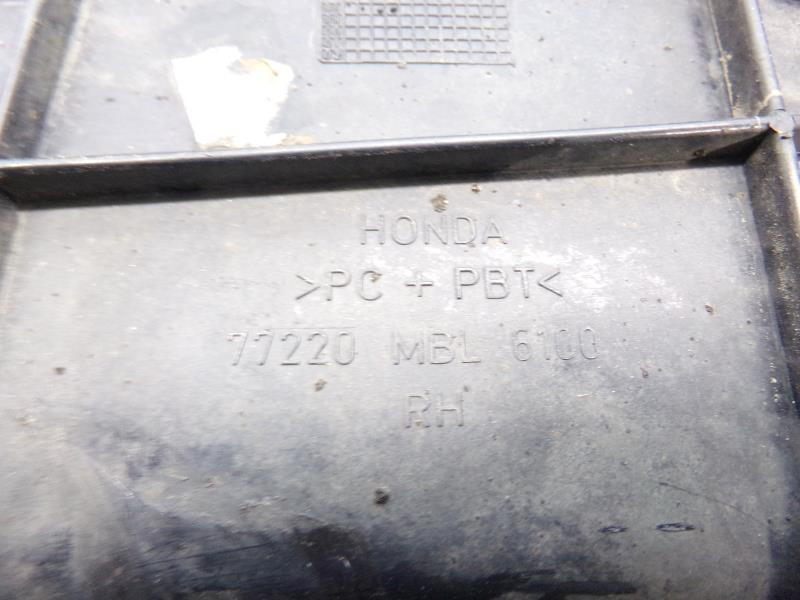 HONDA
>PC + PBT<
77220 MBL 6100
RH